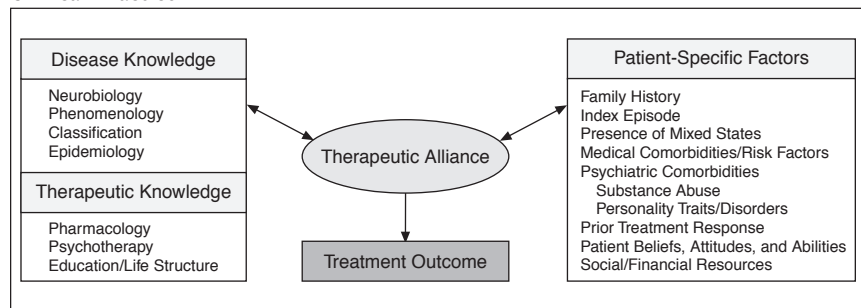 Disease Knowledge
Neurobiology
Phenomenology
Classification
Epidemiology
Therapeutic Knowledge
Pharmacology
Psychotherapy
Education/Life Structure
Therapeutic Alliance
Treatment Outcome
Patient-Specific Factors
Family History
Index Episode
Presence of Mixed States
Medical Comorbidities/Risk Factors
Psychiatric Comorbidities
Substance Abuse
Personality Traits/Disorders
Prior Treatment Response
Patient Beliefs, Attitudes, and Abilities
Social/Financial Resources